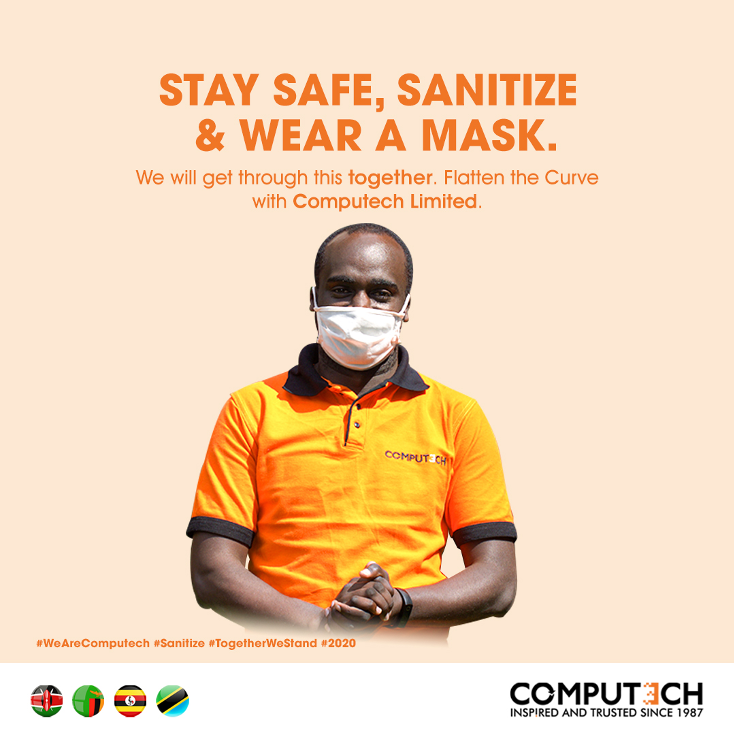 STAY SAFE, SANITIZE
& WEAR A MASK.
We will get through this together. Flatten the Curve
with Computech Limited.
COMPUTECH
#WeAreComputech #Sanitize #TogetherWeStand #2020
COMPUTECH
INSPIRED AND TRUSTED SINCE 1987